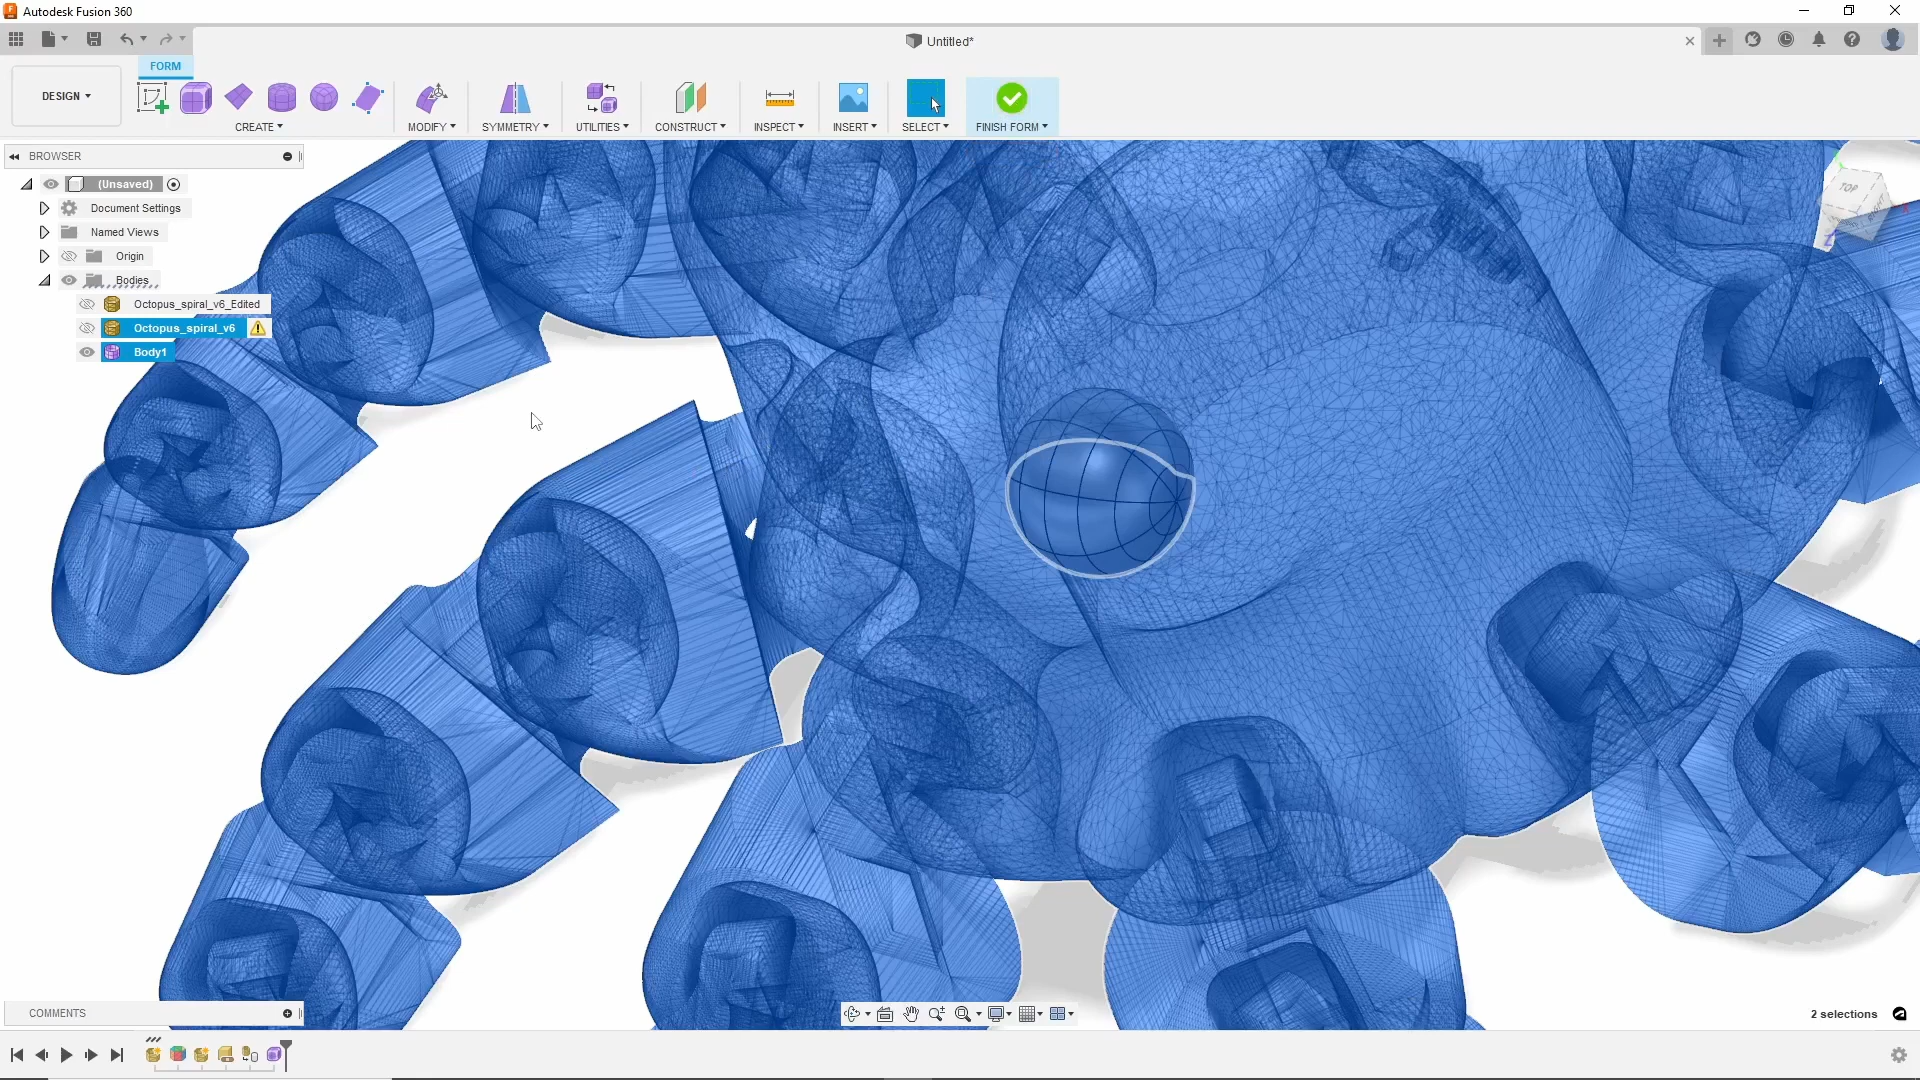 Autodesk Fusion 360
Untitled*
DESIGN
FORM
CREATE
MODIFY
SYMMETRY
UTILITIES
CONSTRUCT
INSPECT
INSERT
SELECT
FINISH FORM
BROWSER
(Unsaved)
Document Settings
Named Views
Origin
Bodies
Octopus_spiral_v6_Edited
Octopus_spiral_v6
Body1
TOP
Z
COMMENTS
2 selections